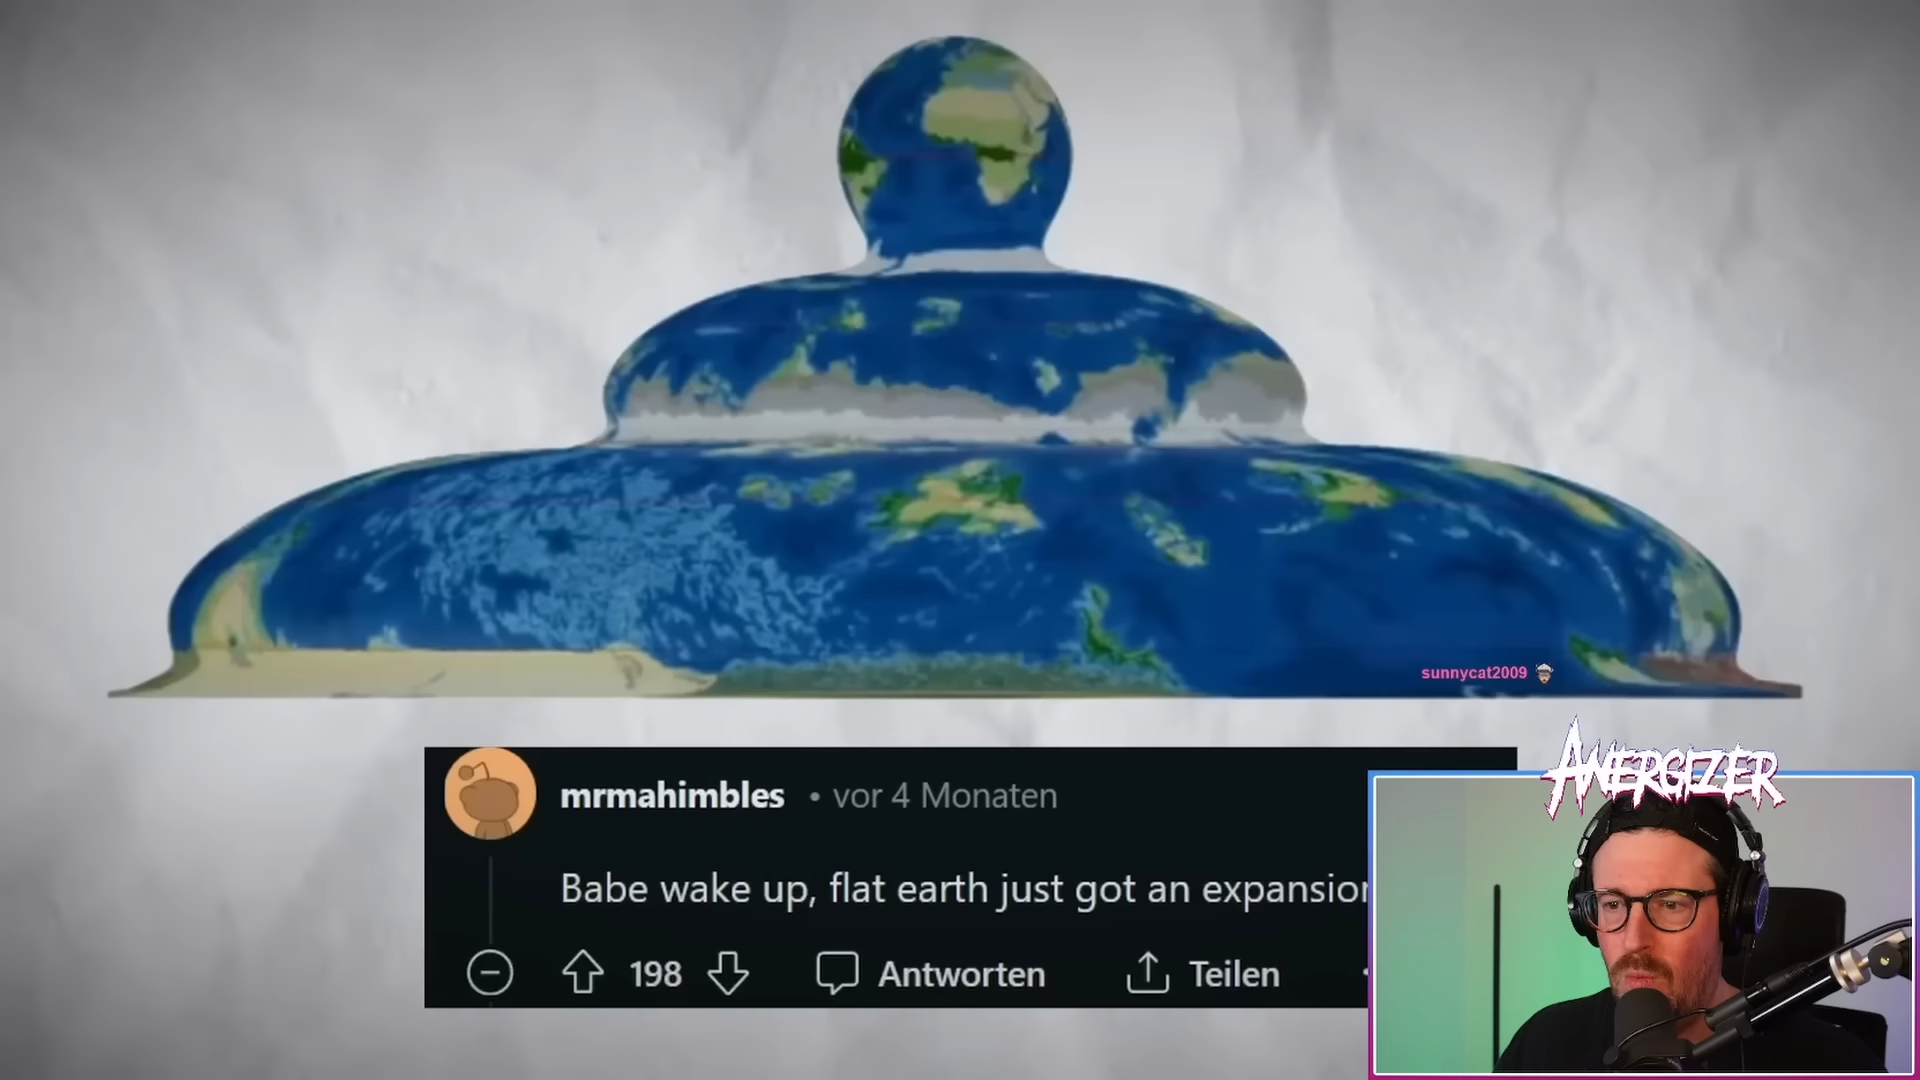 sunnycat2009
AWERGIZER
mrmahimbles • vor 4 Monaten
Babe wake up, flat earth just got an expansion
198 Antworten Teilen